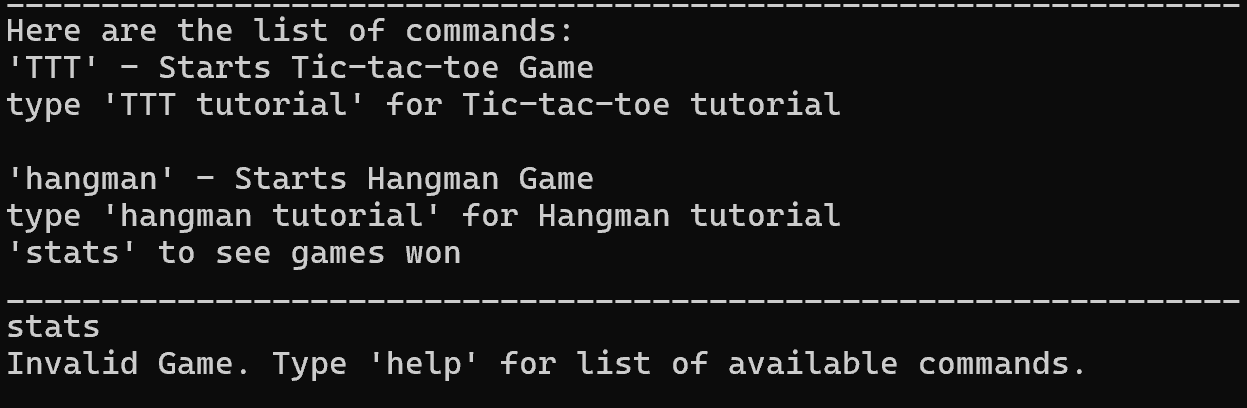 -----------------------------------------------------------------
Here are the list of commands:
'TTT' - Starts Tic-tac-toe Game
type 'TTT tutorial' for Tic-tac-toe tutorial
'hangman' - Starts Hangman Game
type 'hangman tutorial' for Hangman tutorial
'stats' to see games won
-----------------------------------------------------------------
stats
Invalid Game. Type 'help' for list of available commands.